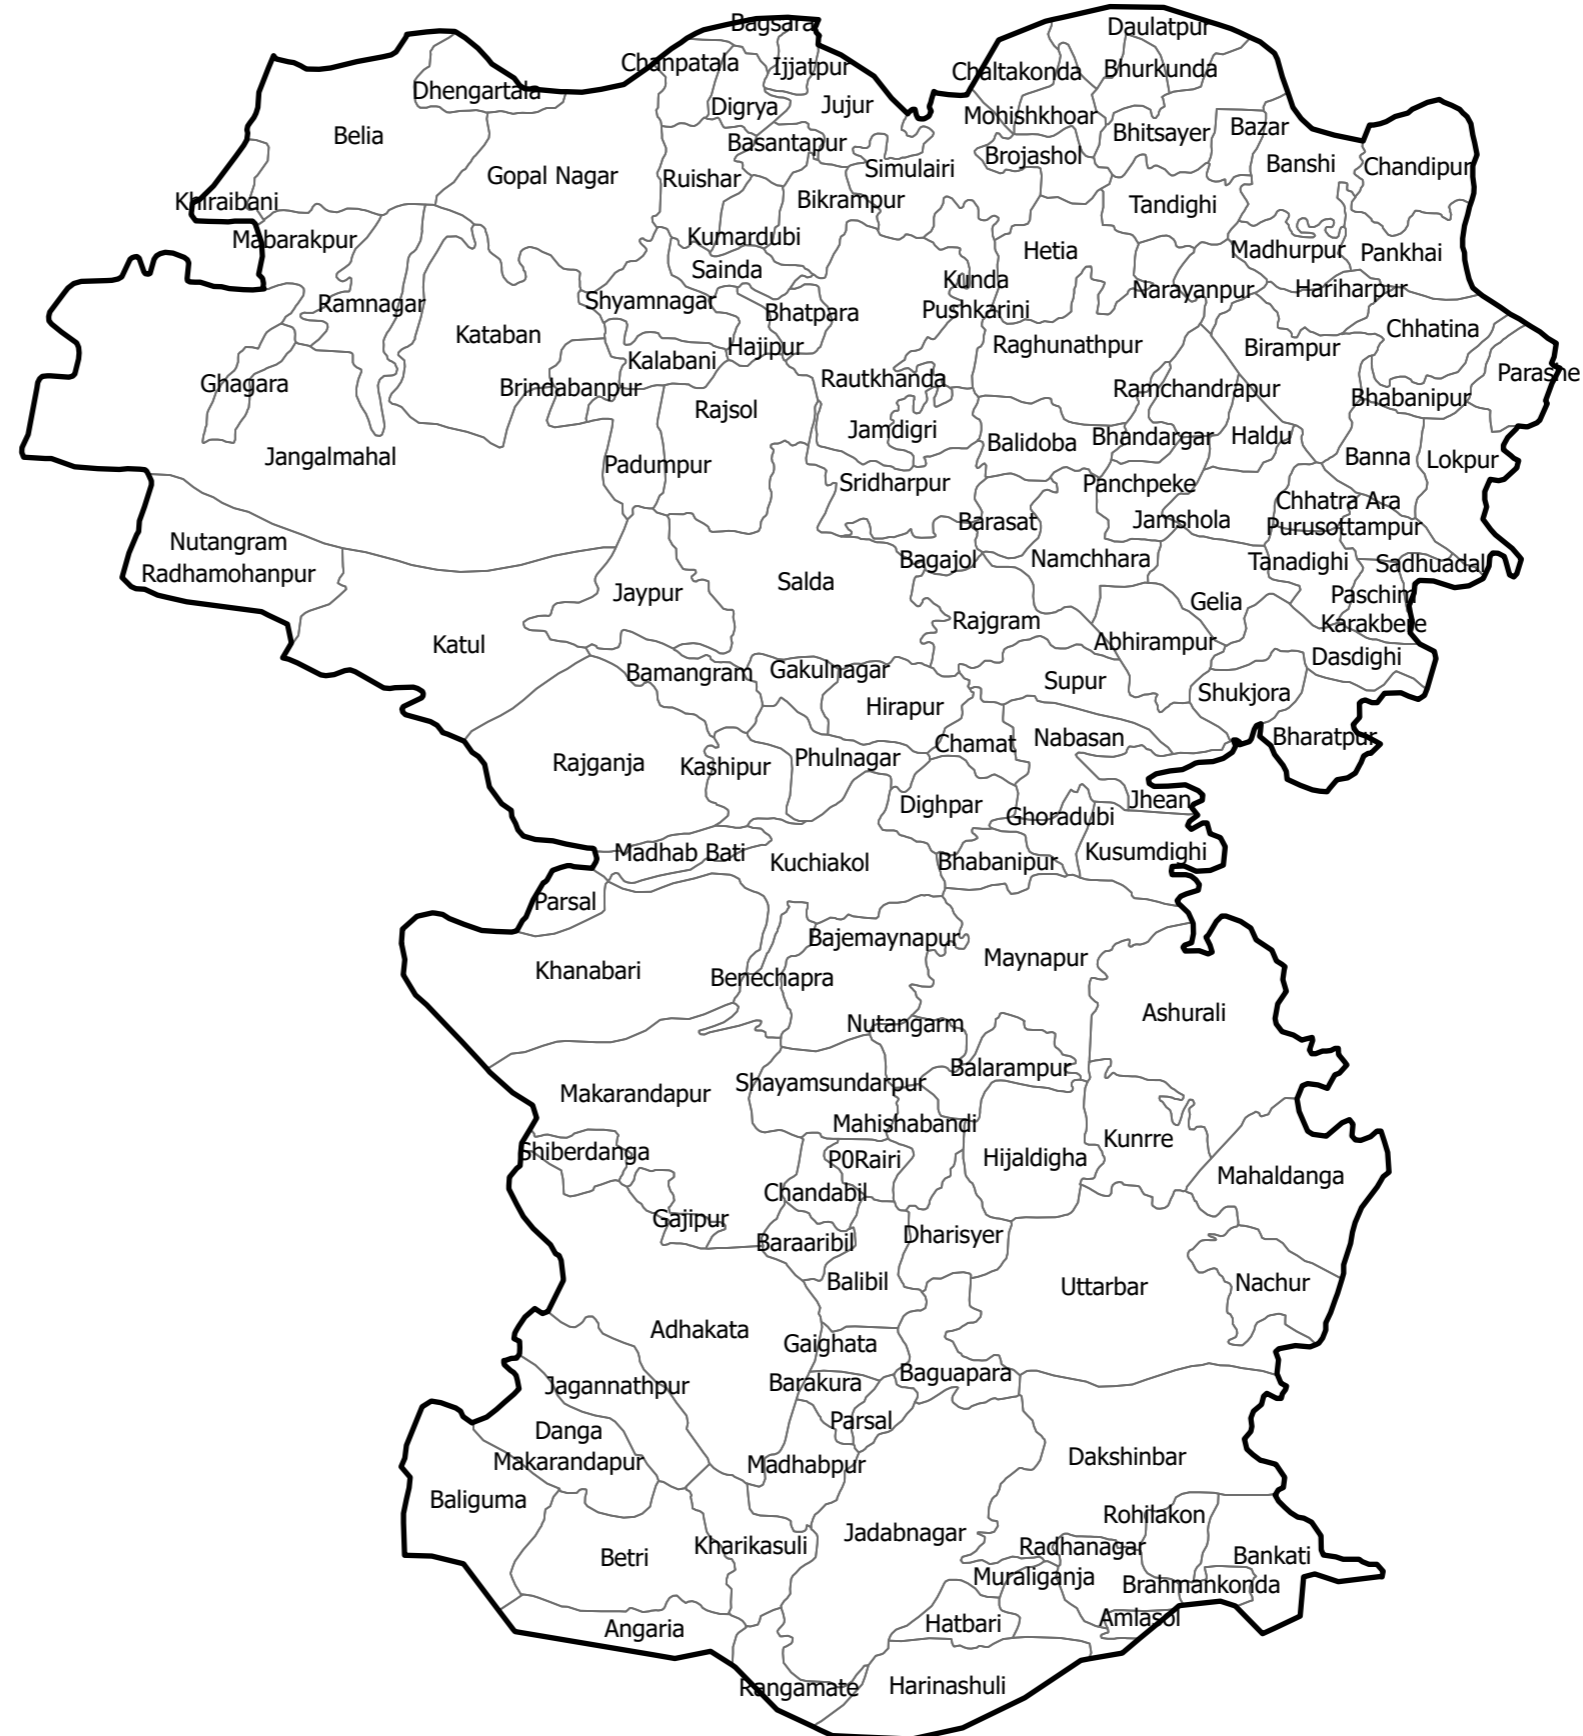 Bagsara
Daulatpur
Chanpatala
Ijjatpur
Chaltakonda
Bhurkunda
Dhengartala
Digrya
Jujur
Mohishkhoar
Belia
Basantapur
Bhitsayer
Bazar
Brojashol
Banshi
Chandipur
Gopal Nagar
Ruishar
Simulairi
Khiraibani
Bikrampur
Tandighi
Mabarakpur
Kumardubi
Hetia
Madhurpur
Pankhai
Sainda
Kunda
Pushkarini
Narayanpur
Hariharpur
Ramnagar
Shyamnagar
Bhatpara
Chhatina
Kataban
Hajipur
Raghunathpur
Birampur
Kalabani
Parashe
Ghagara
Brindabanpur
Rautkhanda
Ramchandrapur
Bhabanipur
Rajsol
Jamdigri
Balidoba
Bhandargar
Haldu
Jangalmahal
Padumpur
Banna
Lokpur
Sridharpur
Panchpeke
Chhatra Ara
Barasat
Jamshola
Purusottampur
Nutangram
Radhamohanpur
Bagajol
Namchhara
Tanadighi
Sadhuadal
Jaypur
Salda
Gelia
Paschim
Karakbere
Rajgram
Katul
Abhirampur
Dasdighi
Bamangram
Gakulnagar
Supur
Shukjora
Hirapur
Chamat
Nabasan
Bharatpur
Rajganja
Kashipur
Phulnagar
Dighpar
Jhean
Ghoradubi
Madhab Bati
Kuchiakol
Bhabanipur
Kusumdighi
Parsal
Bajemaynapur
Khanabari
Benechapra
Maynapur
Ashurali
Nutangarm
Makarandapur
Shayamsundarpur
Balarampur
Mahishabandi
Kunrre
Shiberdanga
P0Rairi
Hijaldigha
Mahaldanga
Chandabil
Gajipur
Baraaribil
Dharisyer
Balibil
Uttarbar
Nachur
Adhakata
Gaighata
Jagannathpur
Barakura
Baguapara
Danga
Makarandapur
Parsal
Madhabpur
Dakshinbar
Baliguma
Rohilakon
Betri
Kharikasuli
Jadabnagar
Radhanagar
Bankati
Muraliganja
Brahmankonda
Angaria
Hatbari
Amlasol
Rangamate
Harinashuli